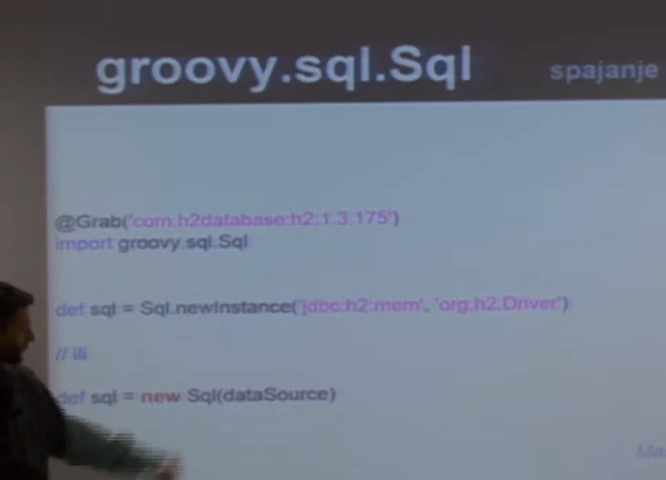 groovy.sql.Sql
spajanje
@Grab('com.h2database:h2:1.3.175')
import groovy.sql.Sql
def sql = Sql.newInstance('jdbc:h2:mem', 'org.h2.Driver')
// ili
def sql = new Sql(dataSource)